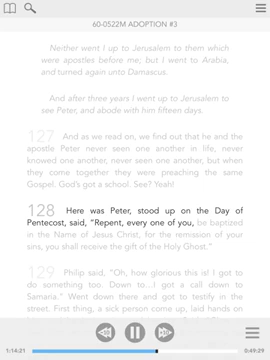 60-0522M ADOPTION #3
Neither went I up to Jerusalem to them which
were apostles before me, but I went to Arabia,
and turned again unto Damascus.
And after three years I went up to Jerusalem to
see Peter, and abode with him fifteen days.
127 And as we read on, we find out that he and the
apostle Peter never seen one another in life, never
knowed one another, never seen one another, but when
they come together they were preaching the same
Gospel. God's got a school. See? Yeah!
128 Here was Peter, stood up on the Day of
Pentecost, said, "Repent, every one of you, be baptized
in the Name of Jesus Christ, for the remission of your
sins, you shall receive the gift of the Holy Ghost."
129 Philip said, "Oh, how glorious this is! I got to
do something too. Down to...I got a call down to
Samaria." Went down there and got to testify in the
street. First thing, a sick person come up, laid hands on
1:14:21
0:49:29